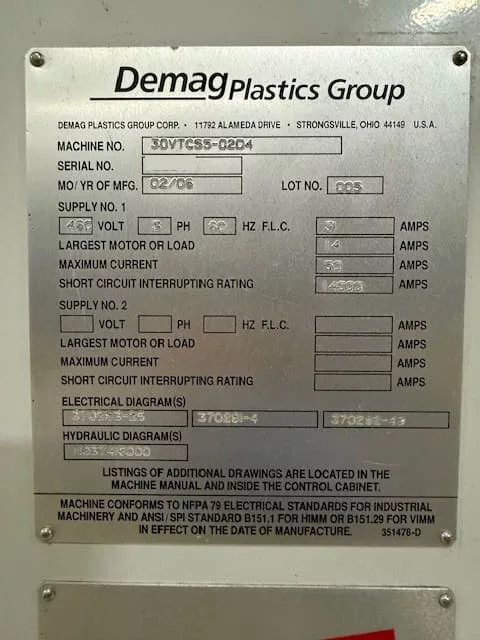 Demag Plastics Group
DEMAG PLASTICS GROUP CORP. • 11792 ALAMEDA DRIVE • STRONGSVILLE, OHIO 44149 U.S.A.
MACHINE NO. 30VTCS5-0204
SERIAL NO.
MO/YR OF MFG. 02/06 LOT NO. 005
SUPPLY NO. 1
460 VOLT 3 PH 60 HZ F.L.C. AMPS
LARGEST MOTOR OR LOAD 14 AMPS
MAXIMUM CURRENT AMPS
SHORT CIRCUIT INTERRUPTING RATING AMPS
SUPPLY NO. 2
VOLT PH HZ F.L.C. AMPS
LARGEST MOTOR OR LOAD AMPS
MAXIMUM CURRENT AMPS
SHORT CIRCUIT INTERRUPTING RATING AMPS
ELECTRICAL DIAGRAM(S)
370281-4
HYDRAULIC DIAGRAM(S)
LISTINGS OF ADDITIONAL DRAWINGS ARE LOCATED IN THE
MACHINE MANUAL AND INSIDE THE CONTROL CABINET.
MACHINE CONFORMS TO NFPA 79 ELECTRICAL STANDARDS FOR INDUSTRIAL
MACHINERY AND ANSI/SPI STANDARD B151.1 FOR HIMM OR B151.29 FOR VIMM
IN EFFECT ON THE DATE OF MANUFACTURE. 351478-D